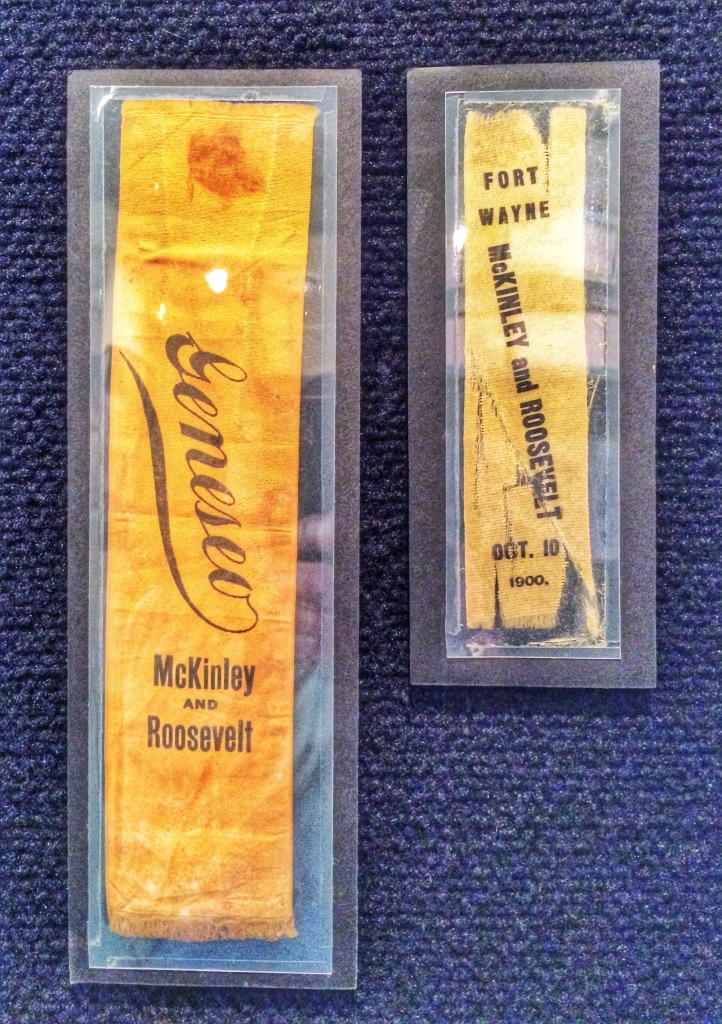 Geneseo
McKinley
AND
Roosevelt
FORT
WAYNE
McKINLEY and ROOSEVELT
OCT. 10
1900.